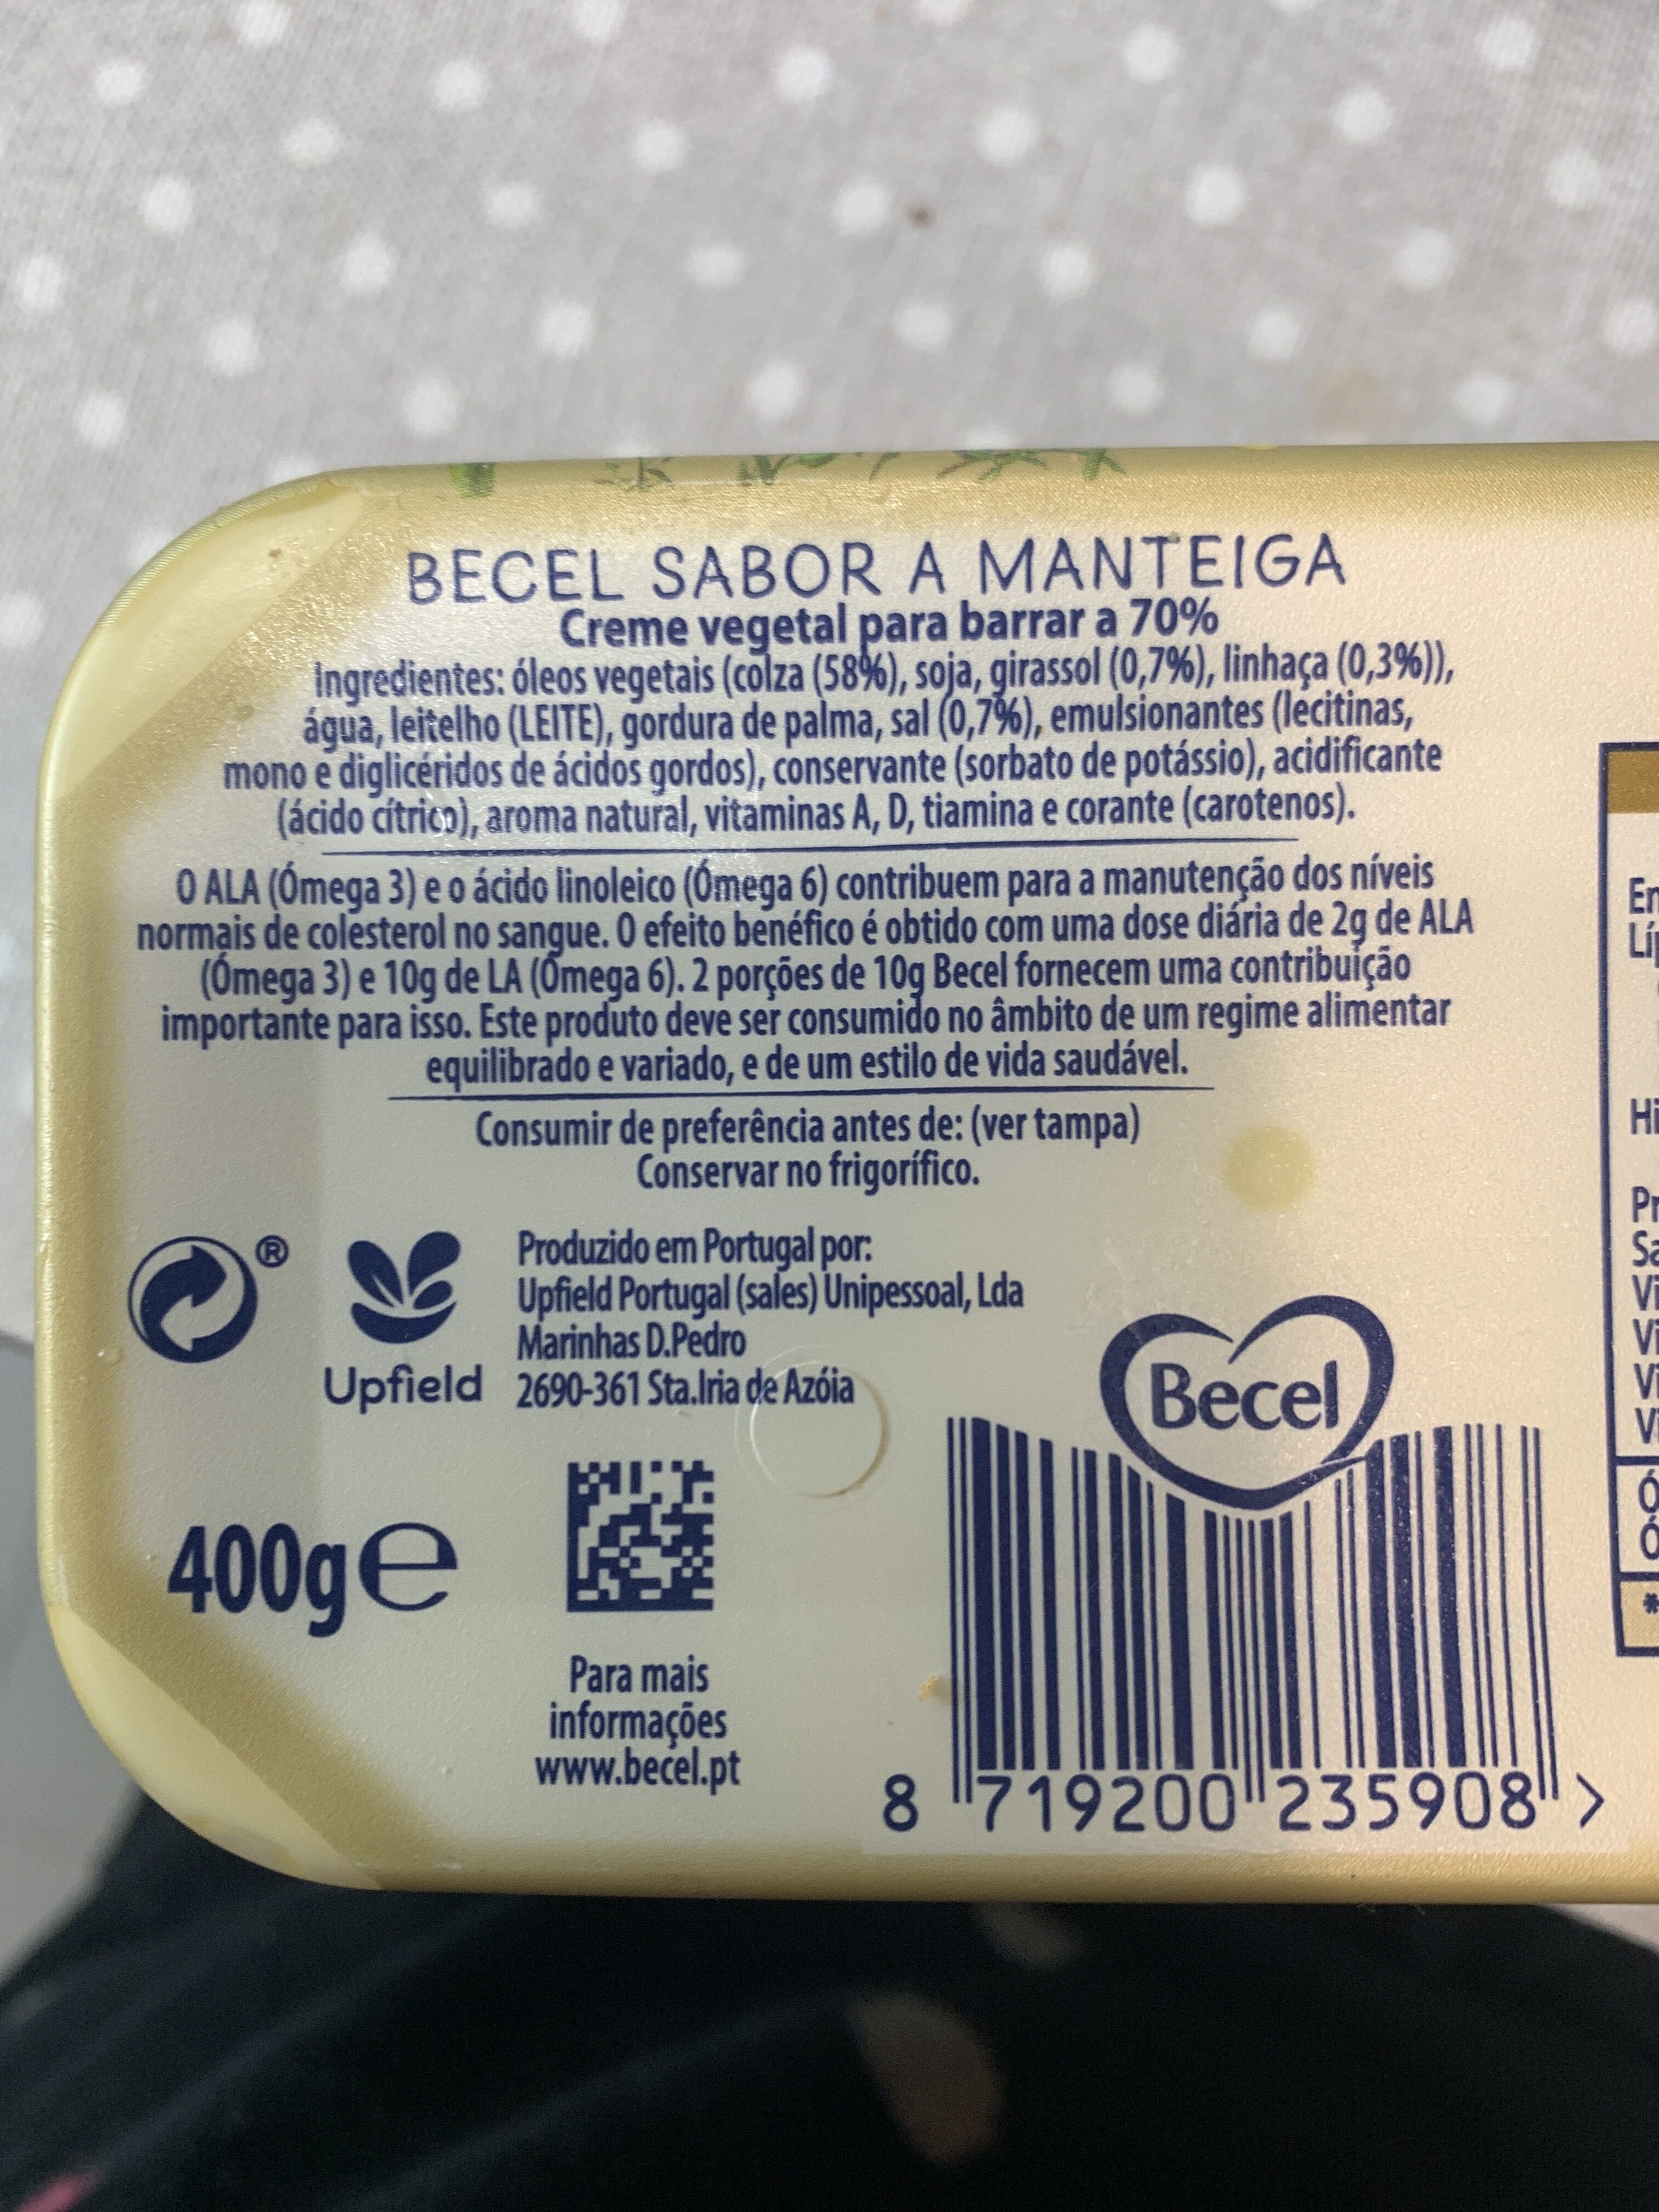 BECEL SABOR A MANTEIGA
Creme vegetal para barrar a 70%
Ingredientes: óleos vegetais (colza (58%), soja, girassol (0,7%), linhaça (0,3%)),
água, leitelho (LEITE), gordura de palma, sal (0,7%), emulsionantes (lecitinas,
mono e diglicéridos de ácidos gordos), conservante (sorbato de potássio), acidificante
(ácido cítrico), aroma natural, vitaminas A, D, tiamina e corante (carotenos).
O ALA (Ómega 3) e o ácido linoleico (Ómega 6) contribuem para a manutenção dos níveis
normais de colesterol no sangue. O efeito benéfico é obtido com uma dose diária de 2g de ALA
(Ómega 3) e 10g de LA (Ómega 6). 2 porções de 10g Becel fornecem uma contribuição
importante para isso. Este produto deve ser consumido no âmbito de um regime alimentar
equilibrado e variado, e de um estilo de vida saudável.
Consumir de preferência antes de: (ver tampa)
Conservar no frigorífico.
®
Upfield
Produzido em Portugal por:
Upfield Portugal (sales) Unipessoal, Lda
Marinhas D.Pedro
2690-361 Sta.Iria de Azóia
Becel
400g e
Para mais
informações
www.becel.pt
8 719200 235908 >